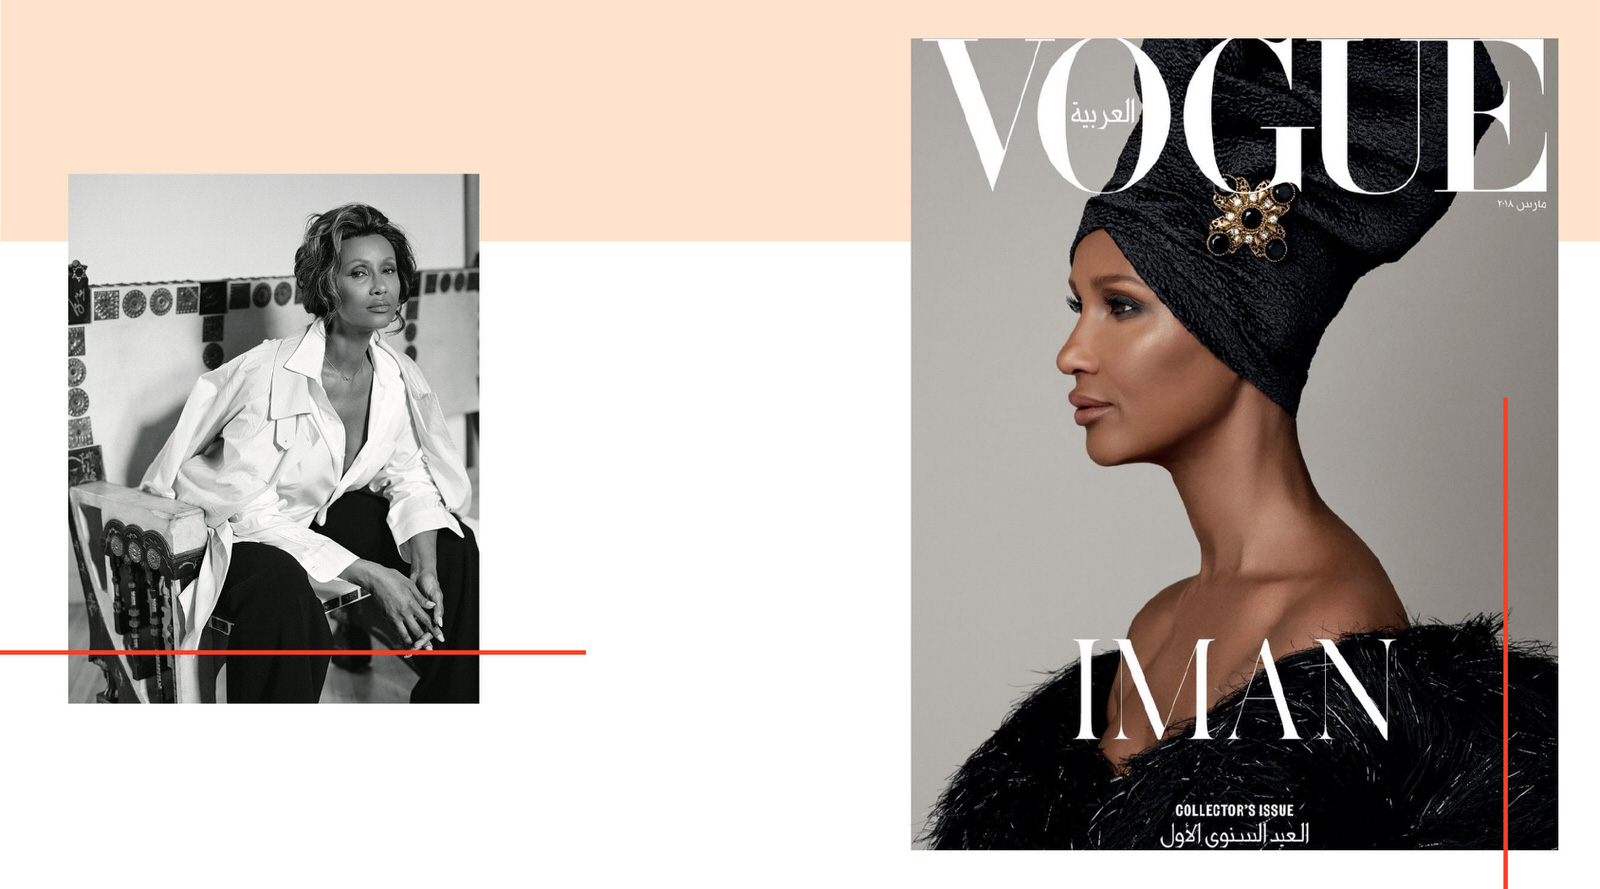 VOGUE
العربية
مارس ٢٠١٨
IMAN
COLLECTOR'S ISSUE
العيد السنوي الأول